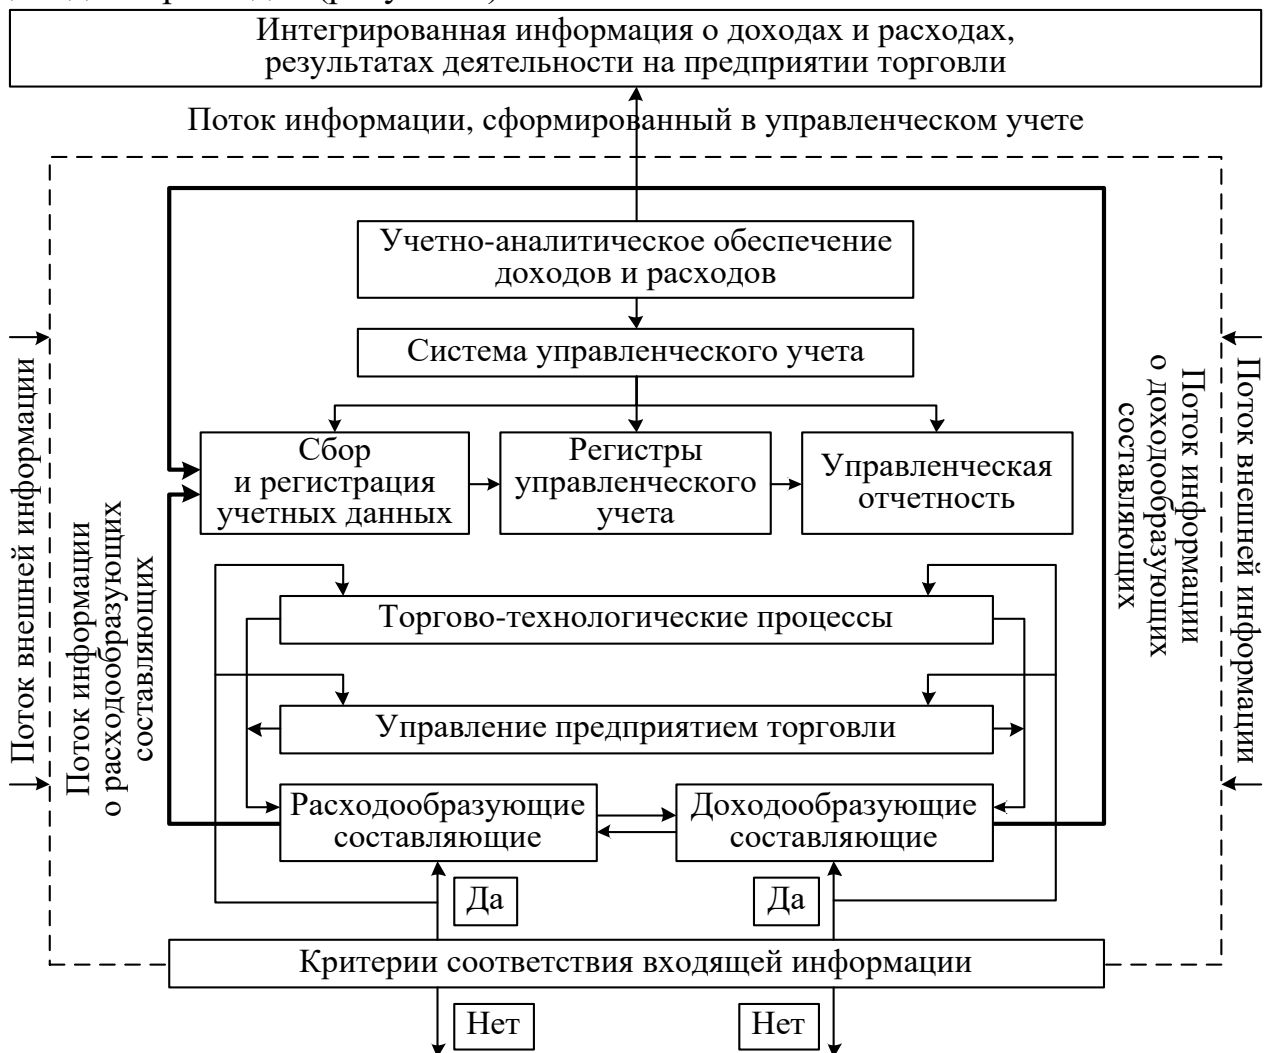 Интегрированная информация о доходах и расходах,
результатах деятельности на предприятии торговли
Поток информации, сформированный в управленческом учете
Учетно-аналитическое обеспечение
доходов и расходов
Система управленческого учета
Сбор
и регистрация
учетных данных
Регистры
управленческого
учета
Управленческая
отчетность
Поток внешней информации
Поток информации
о расходообразующих
составляющих
Поток информации
о доходообразующих
составляющих
Поток внешней информации
Торгово-технологические процессы
Управление предприятием торговли
Расходообразующие
составляющие
Доходообразующие
составляющие
Да
Да
Критерии соответствия входящей информации
Нет
Нет